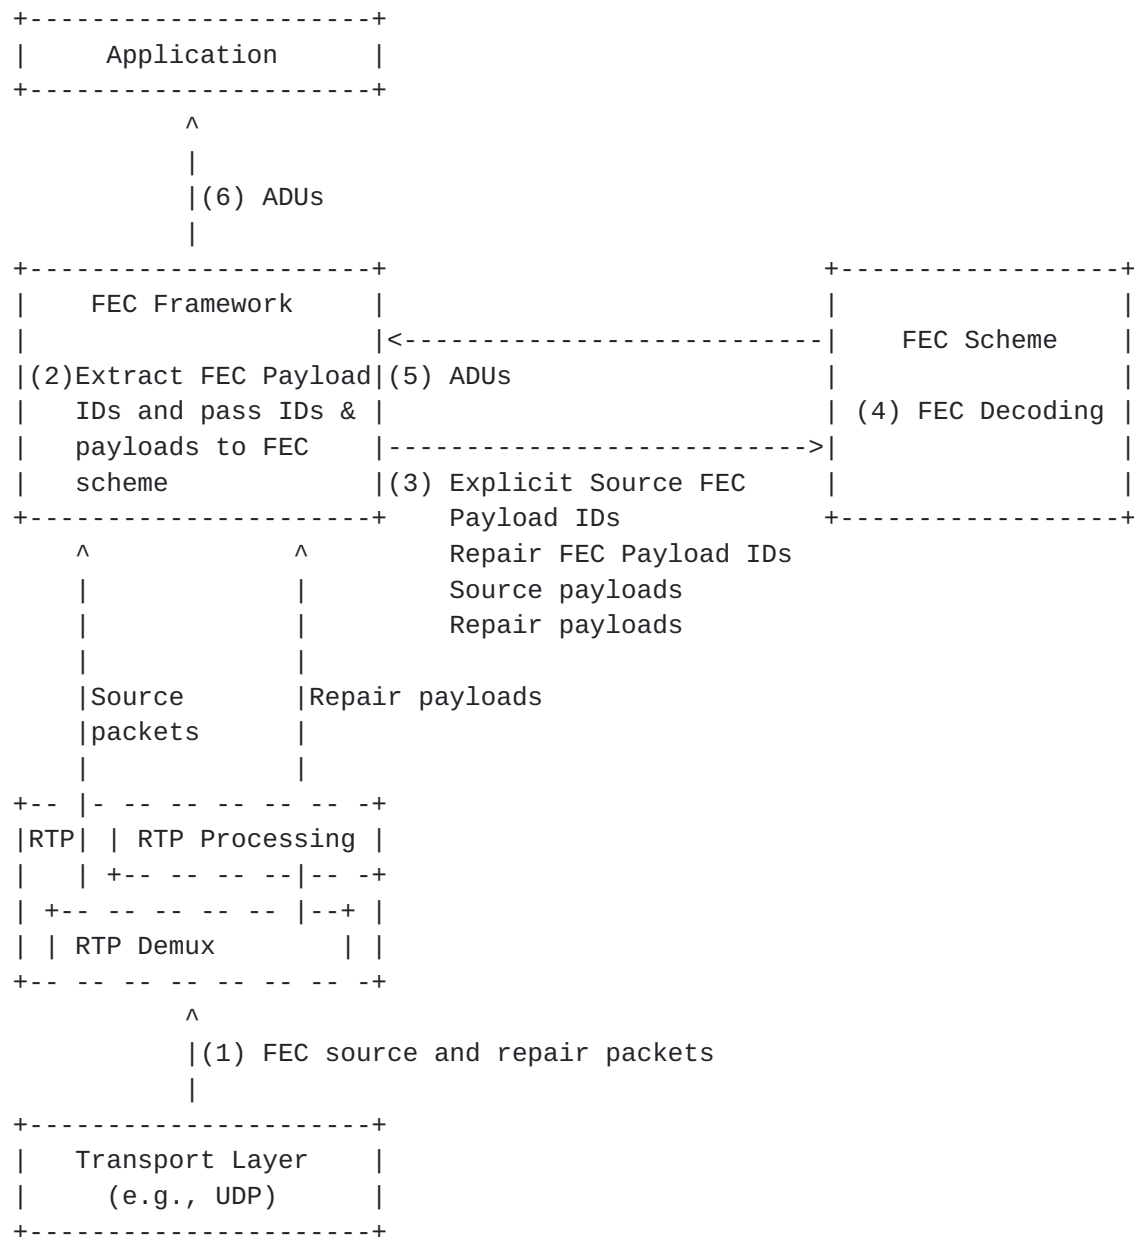 Application
(6) ADUs
FEC Framework
FEC Scheme
(2)Extract FEC Payload (5) ADUs
IDs and pass IDs & (4) FEC Decoding
payloads to FEC
scheme (3) Explicit Source FEC
Payload IDs
Repair FEC Payload IDs
Source payloads
Repair payloads
Source Repair payloads
packets
RTP RTP Processing
RTP Demux
(1) FEC source and repair packets
Transport Layer
(e.g., UDP)